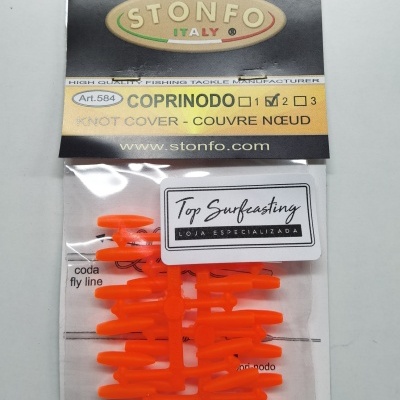 STONFO
ITALY ®
HIGH QUALITY FISHING TACKLE MANUFACTURER
Art.584 COPRINODO 1 2 3
KNOT COVER - COUVRE NŒUD
www.stonfo.com
Top Surfcasting
LOJA ESPECIALIZADA
coda
fly line